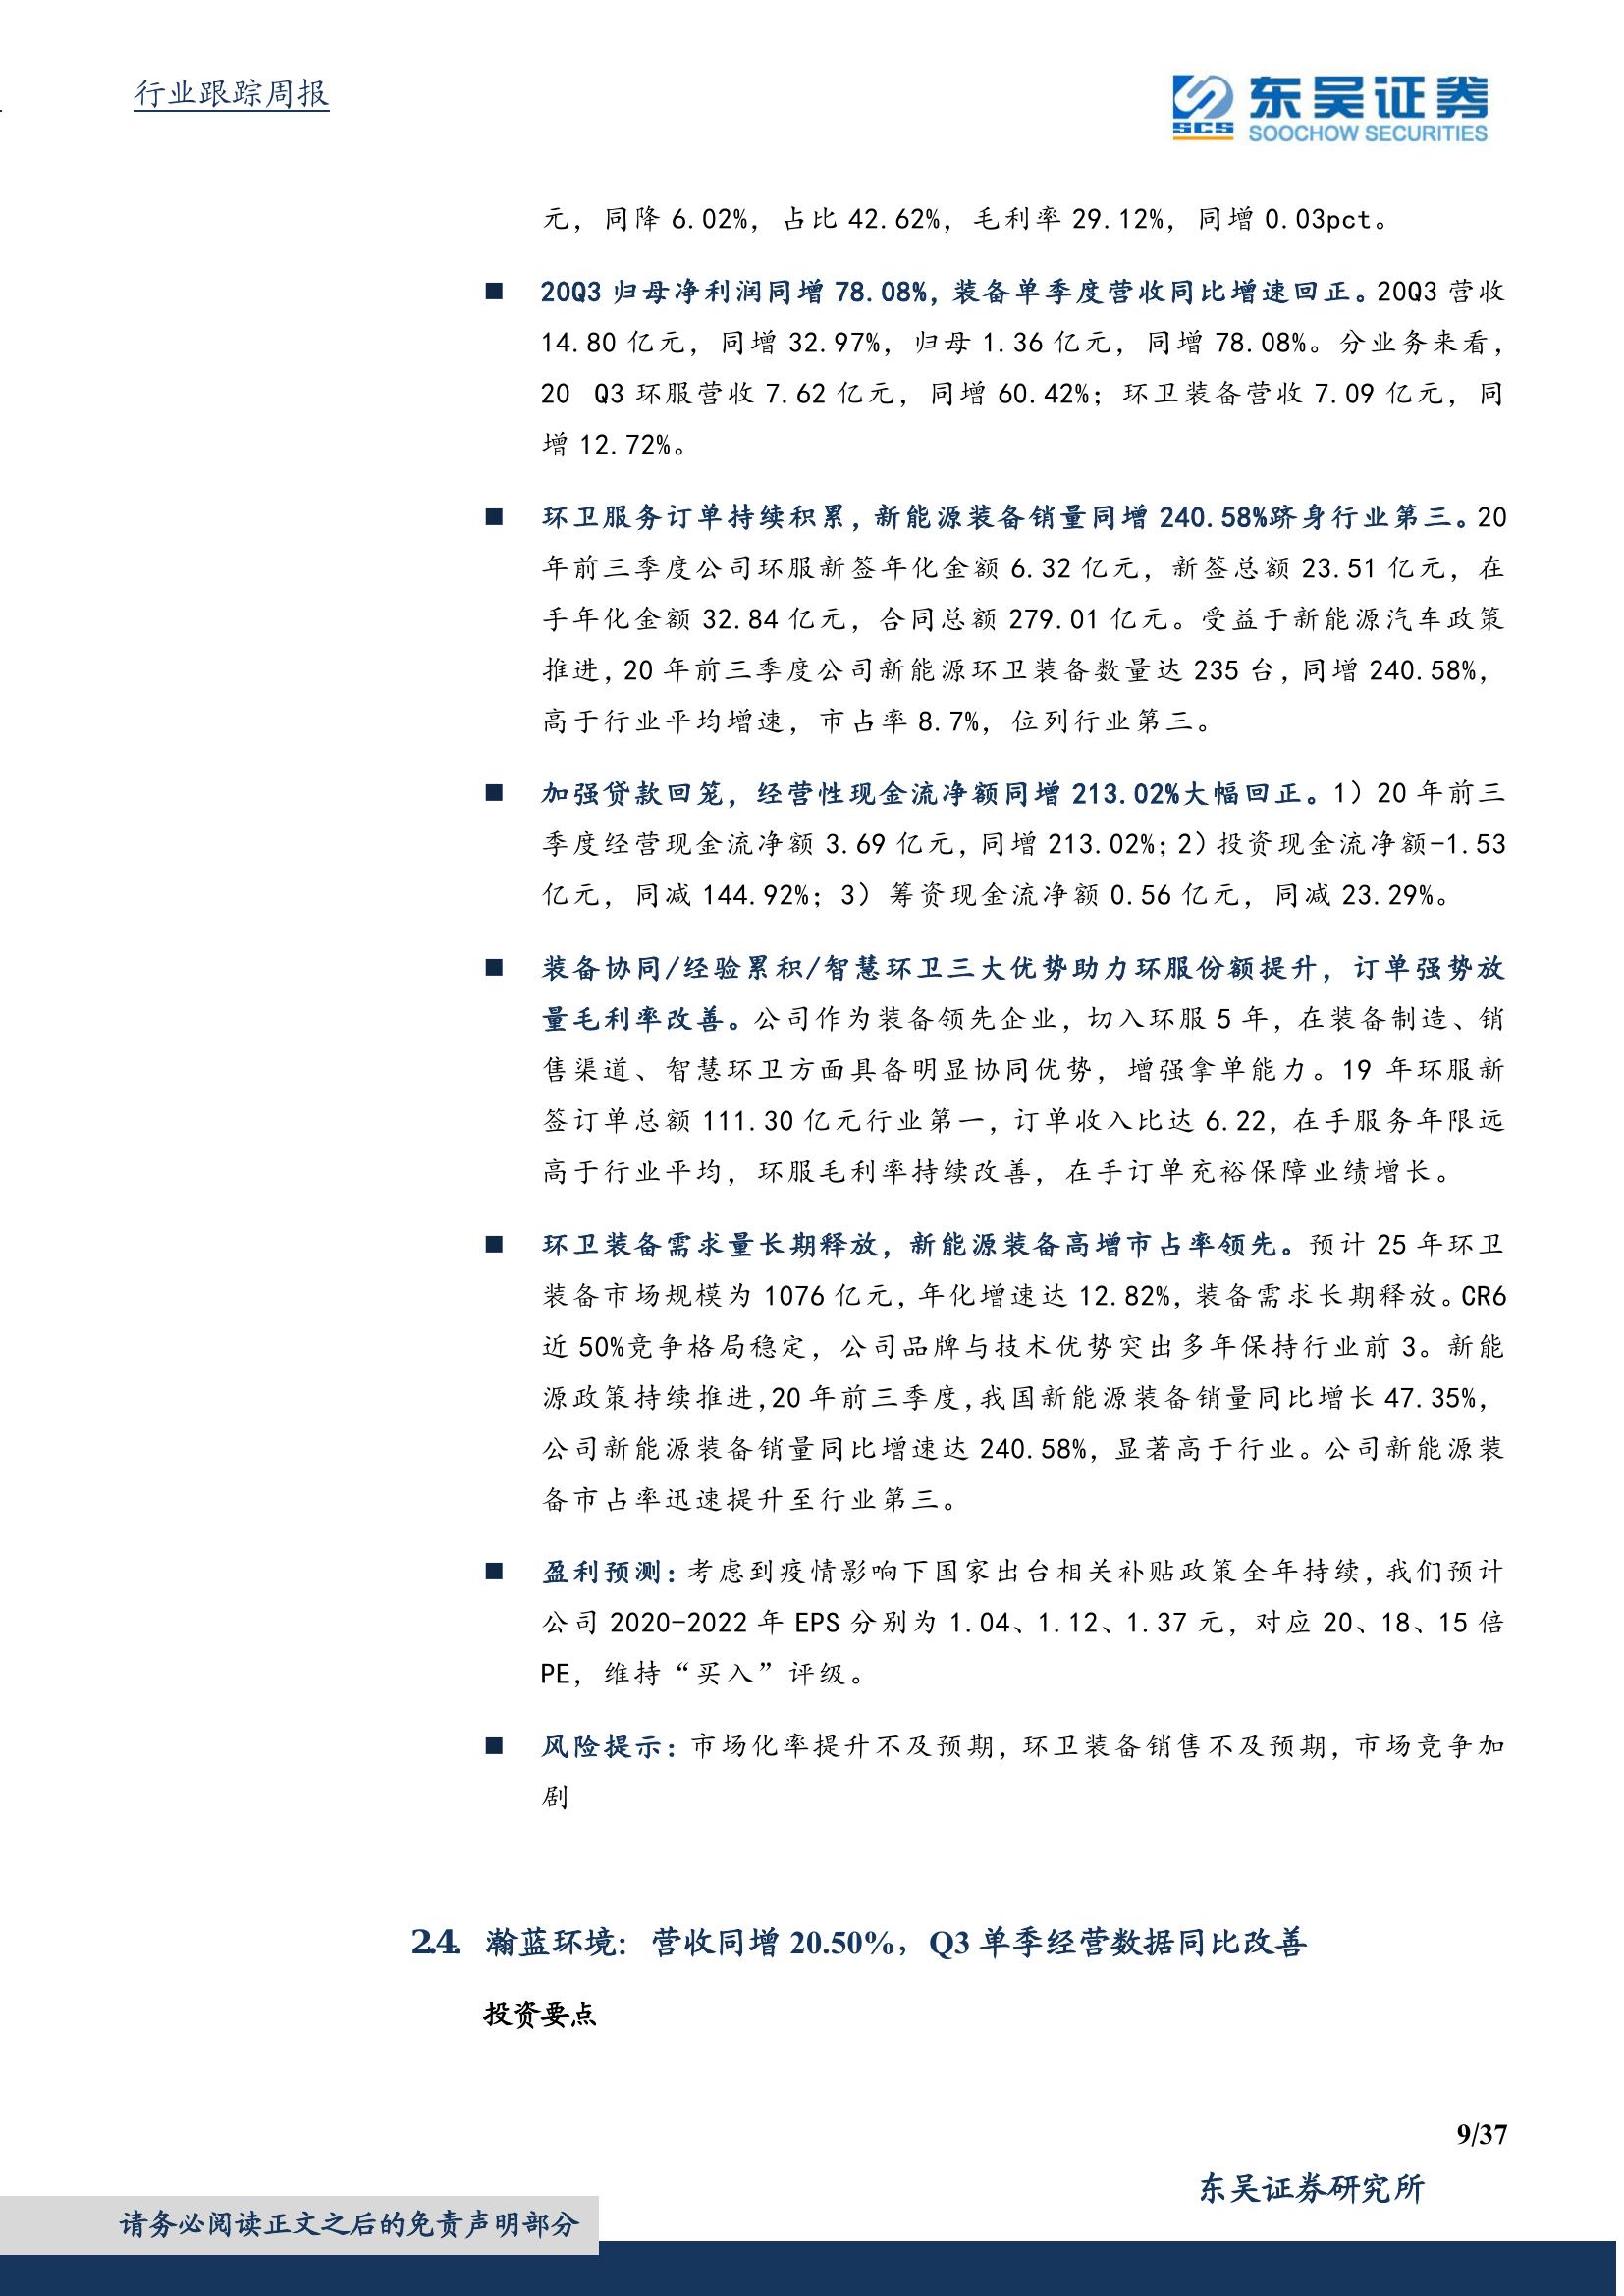 行业跟踪周报
SCS
东吴证券
SOOCHOW SECURITIES
元，同降 6.02%，占比 42.62%，毛利率 29.12%，同增 0.03pct。
■ 20Q3 归母净利润同增 78.08%，装备单季度营收同比增速回正。20Q3 营收
14.80 亿元，同增 32.97%，归母 1.36 亿元，同增 78.08%。分业务来看，
20 Q3 环服营收 7.62 亿元，同增 60.42%；环卫装备营收 7.09 亿元，同
增 12.72%。
■ 环卫服务订单持续积累，新能源装备销量同增 240.58%跻身行业第三。20
年前三季度公司环服新签年化金额 6.32 亿元，新签总额 23.51 亿元，在
手年化金额 32.84 亿元，合同总额 279.01 亿元。受益于新能源汽车政策
推进，20 年前三季度公司新能源环卫装备数量达 235 台，同增 240.58%，
高于行业平均增速，市占率 8.7%，位列行业第三。
■ 加强贷款回笼，经营性现金流净额同增 213.02%大幅回正。1）20 年前三
季度经营现金流净额 3.69 亿元，同增 213.02%；2）投资现金流净额-1.53
亿元，同减 144.92%；3）筹资现金流净额 0.56 亿元，同减 23.29%。
■ 装备协同/经验累积/智慧环卫三大优势助力环服份额提升，订单强势放
量毛利率改善。公司作为装备领先企业，切入环服 5 年，在装备制造、销
售渠道、智慧环卫方面具备明显协同优势，增强拿单能力。19 年环服新
签订单总额 111.30 亿元行业第一，订单收入比达 6.22，在手服务年限远
高于行业平均，环服毛利率持续改善，在手订单充裕保障业绩增长。
■ 环卫装备需求量长期释放，新能源装备高增市占率领先。预计 25 年环卫
装备市场规模为 1076 亿元，年化增速达 12.82%，装备需求长期释放。CR6
近 50%竞争格局稳定，公司品牌与技术优势突出多年保持行业前 3。新能
源政策持续推进，20 年前三季度，我国新能源装备销量同比增长 47.35%，
公司新能源装备销量同比增速达 240.58%，显著高于行业。公司新能源装
备市占率迅速提升至行业第三。
■ 盈利预测：考虑到疫情影响下国家出台相关补贴政策全年持续，我们预计
公司 2020-2022 年 EPS 分别为 1.04、1.12、1.37 元，对应 20、18、15 倍
PE，维持“买入”评级。
■ 风险提示：市场化率提升不及预期，环卫装备销售不及预期，市场竞争加
剧
2.4. 瀚蓝环境：营收同增 20.50%，Q3 单季经营数据同比改善
投资要点
9/37
东吴证券研究所
请务必阅读正文之后的免责声明部分